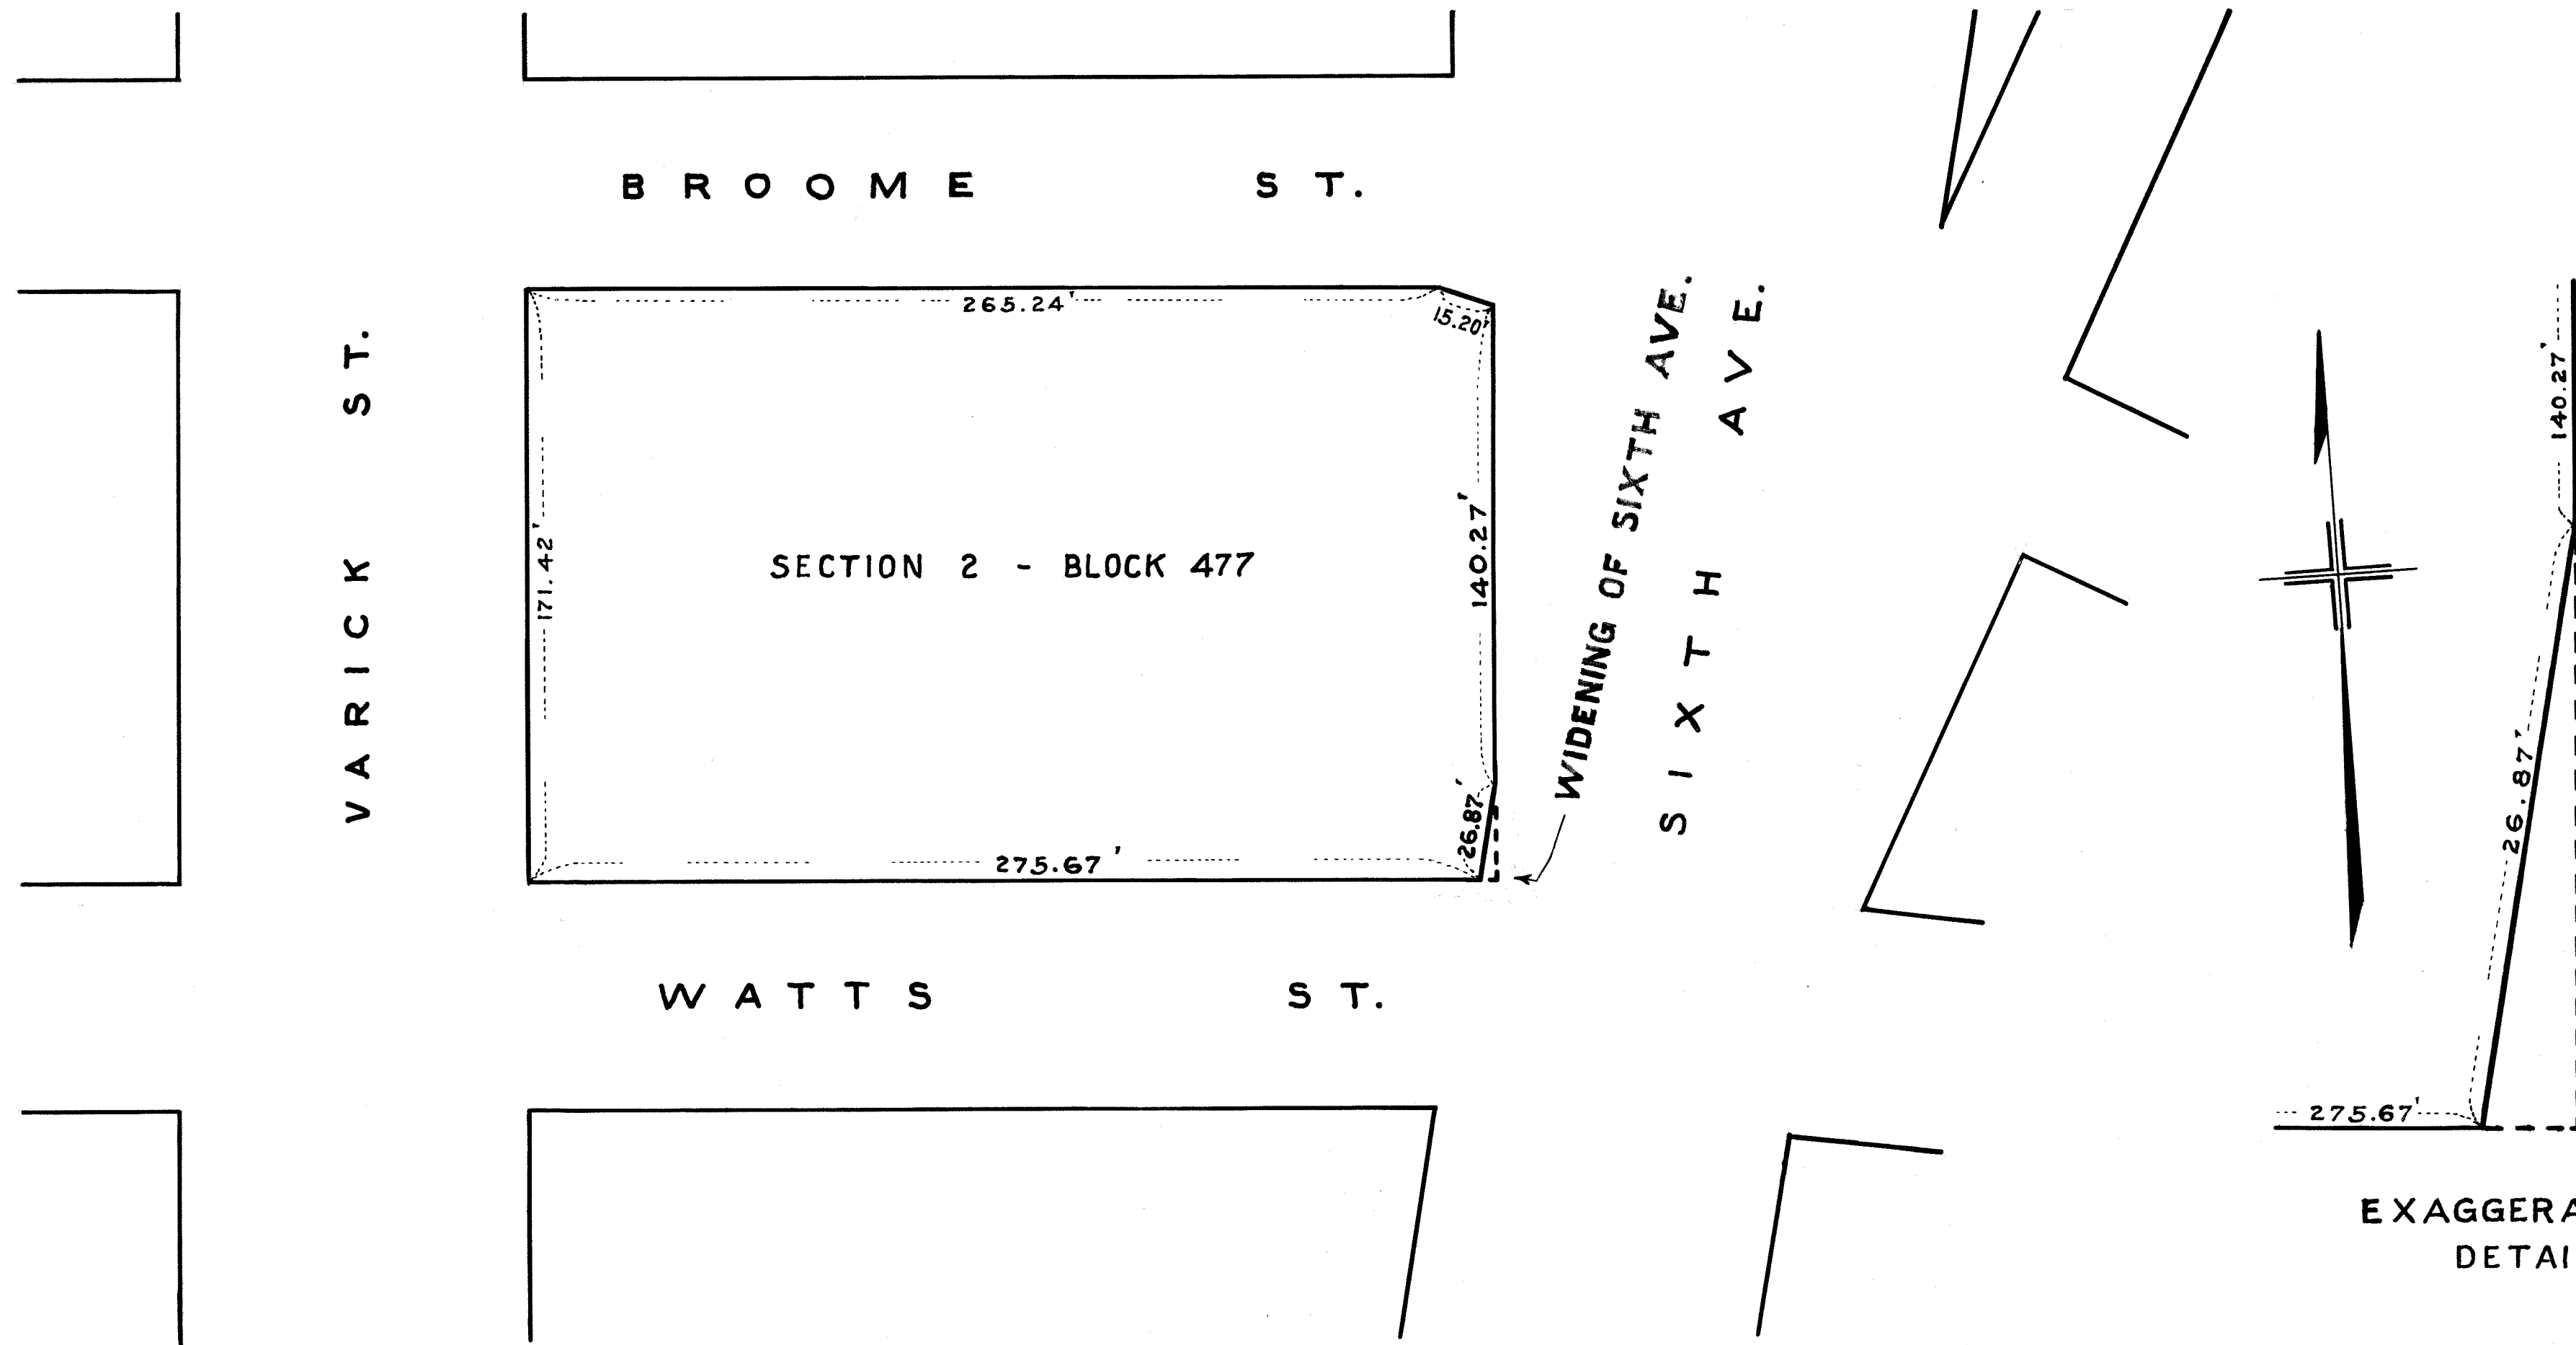 BROOME ST.
265.24'
15.20'
VARICK ST.
171.42'
SECTION 2 - BLOCK 477
140.27'
26.87'
275.67'
WIDENING OF SIXTH AVE.
SIXTH AVE.
WATTS ST.
140.27'
26.87'
275.67'
EXAGGERA
DETAI